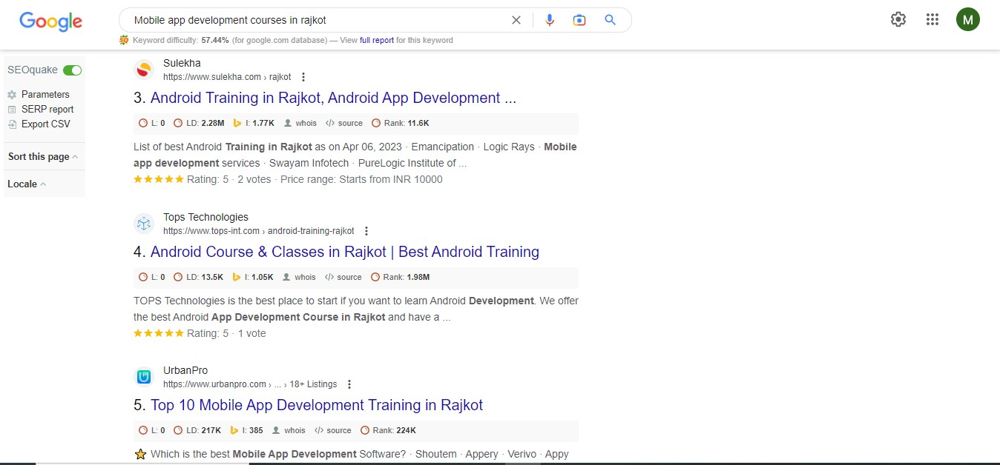 Google
Mobile app development courses in rajkot
M
Keyword difficulty: 57.44% (for google.com database) — View full report for this keyword
SEOquake
Parameters
SERP report
Export CSV
Sort this page
Locale
Sulekha
https://www.sulekha.com › rajkot
3. Android Training in Rajkot, Android App Development ...
L: 0 LD: 2.28M I: 1.77K whois </> source Rank: 11.6K
List of best Android Training in Rajkot as on Apr 06, 2023 · Emancipation · Logic Rays · Mobile
app development services · Swayam Infotech · PureLogic Institute of ...
Rating: 5 · 2 votes · Price range: Starts from INR 10000
Tops Technologies
https://www.tops-int.com › android-training-rajkot
4. Android Course & Classes in Rajkot | Best Android Training
L: 0 LD: 13.5K I: 1.05K whois </> source Rank: 1.98M
TOPS Technologies is the best place to start if you want to learn Android Development. We offer
the best Android App Development Course in Rajkot and have a ...
Rating: 5 · 1 vote
UrbanPro
https://www.urbanpro.com › ... › 18+ Listings
5. Top 10 Mobile App Development Training in Rajkot
L: 0 LD: 217K I: 385 whois </> source Rank: 224K
Which is the best Mobile App Development Software? · Shoutem · Appery · Verivo · Appy